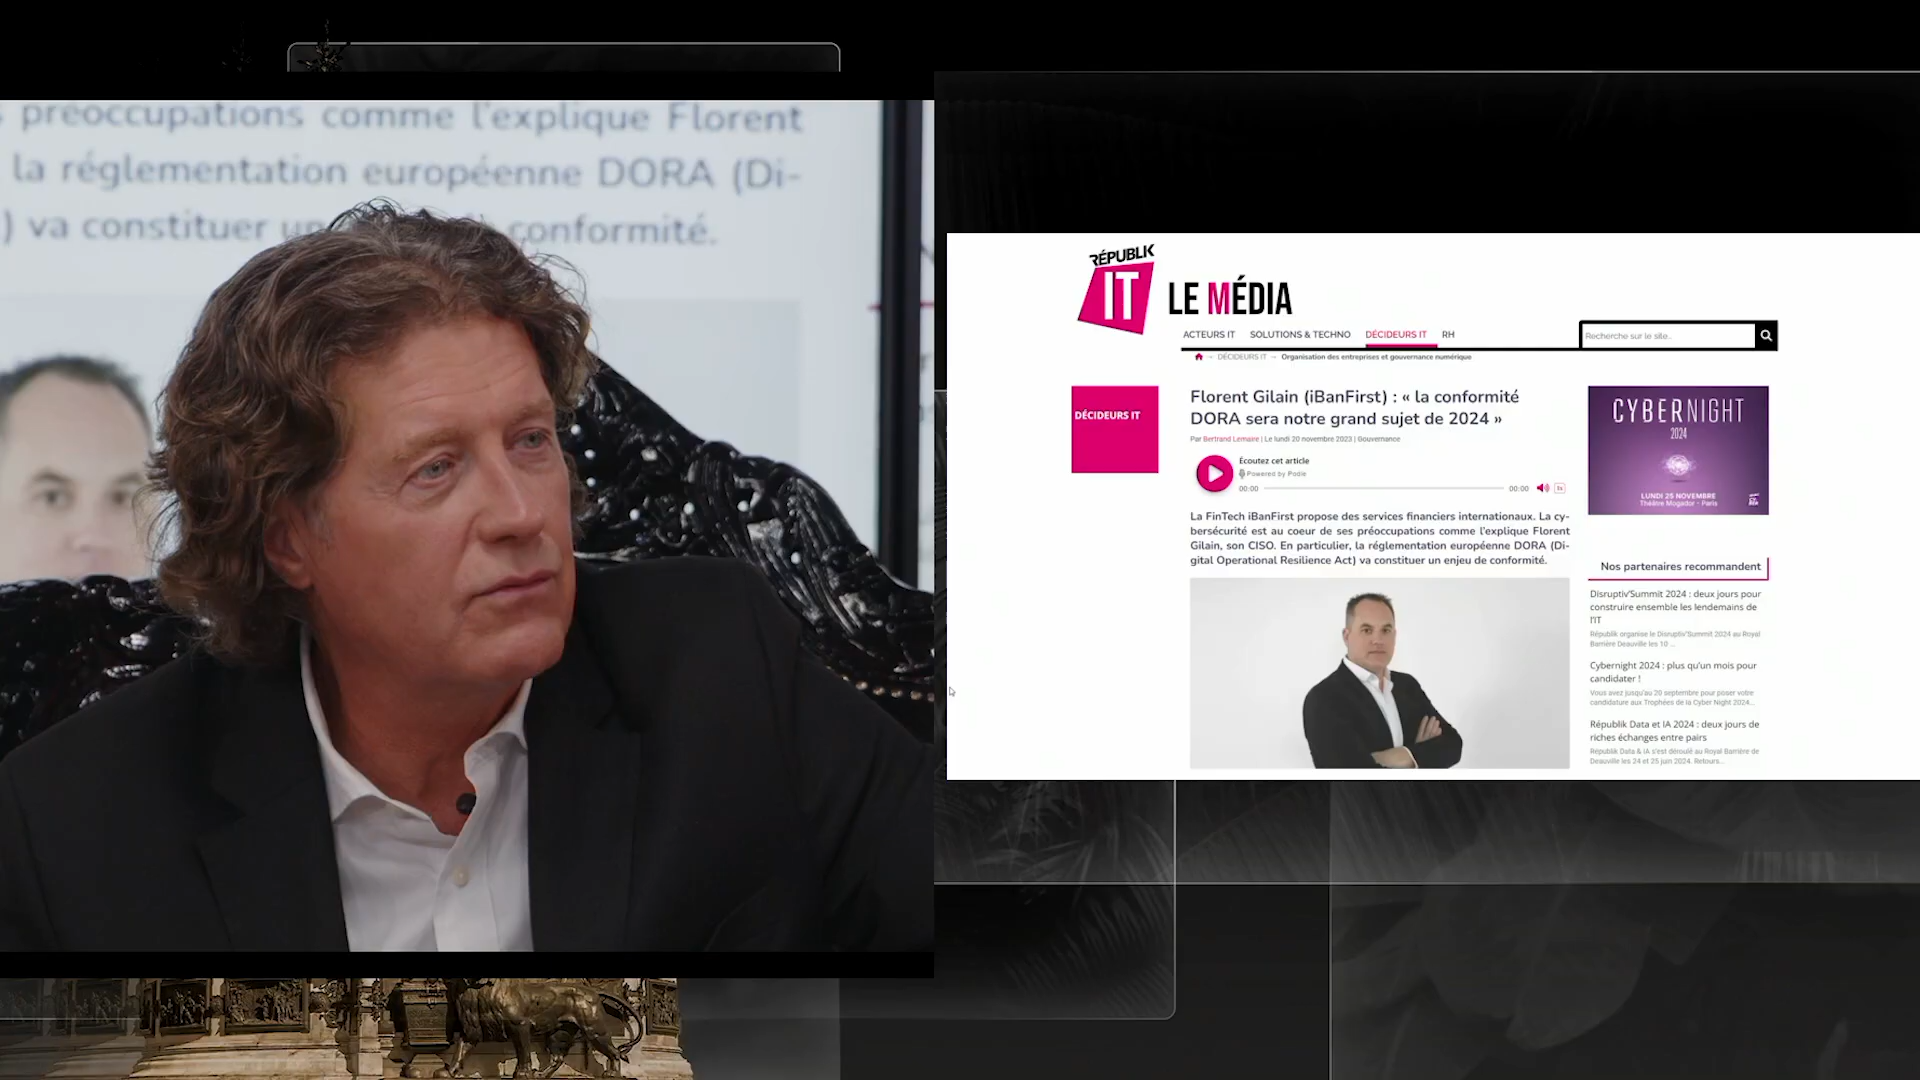 préoccupations comme l'explique Florent
la réglementation européenne DORA (Di-
) va constituer un conformité.
RÉPUBLIK
IT LE MÉDIA
ACTEURS IT SOLUTIONS & TECHNO DÉCIDEURS IT RH
Recherche sur le site..
→ DÉCIDEURS IT → Organisation des entreprises et gouvernance numérique
DÉCIDEURS IT
Florent Gilain (iBanFirst) : « la conformité
DORA sera notre grand sujet de 2024 »
Par Bertrand Lemaire | Le lundi 20 novembre 2023 | Gouvernance
Écoutez cet article
Powered by Podle
00:00 00:00 1x
La FinTech iBanFirst propose des services financiers internationaux. La cy-
bersécurité est au coeur de ses préoccupations comme l'explique Florent
Gilain, son CISO. En particulier, la réglementation européenne DORA (Di-
gital Operational Resilience Act) va constituer un enjeu de conformité.
CYBERNIGHT
2024
LUNDI 25 NOVEMBRE
Théâtre Mogador - Paris
Nos partenaires recommandent
Disruptiv'Summit 2024 : deux jours pour
construire ensemble les lendemains de
l'IT
Républik organise le Disruptiv'Summit 2024 au Royal
Barrière Deauville les 10 ...
Cybernight 2024 : plus qu'un mois pour
candidater !
Vous avez jusqu'au 20 septembre pour poser votre
candidature aux Trophées de la Cyber Night 2024...
Républik Data et IA 2024 : deux jours de
riches échanges entre pairs
Républik Data & IA s'est déroulé au Royal Barrière de
Deauville les 24 et 25 juin 2024. Retours...